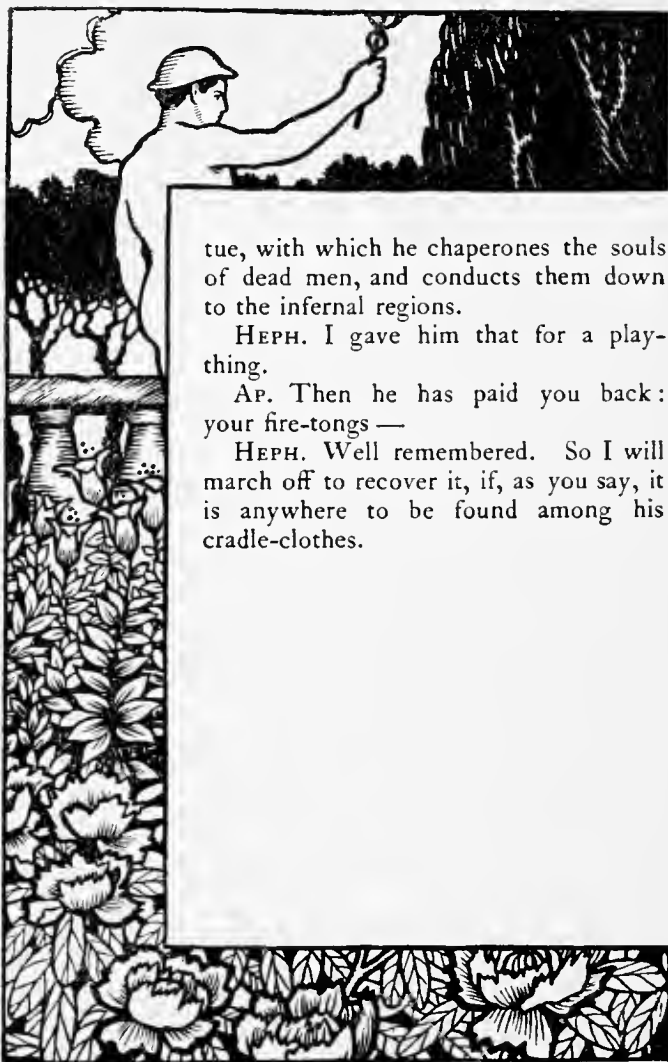 tue, with which he chaperones the souls
of dead men, and conducts them down
to the infernal regions.
HEPH. I gave him that for a play-
thing.
AP. Then he has paid you back:
your fire-tongs —
HEPH. Well remembered. So I will
march off to recover it, if, as you say, it
is anywhere to be found among his
cradle-clothes.